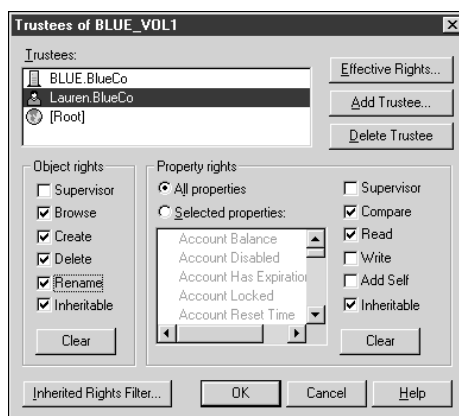 Trustees of BLUE_VOL1
Trustees:
BLUE.BlueCo
Lauren.BlueCo
[Root]
Effective Rights...
Add Trustee...
Delete Trustee
Object rights
Supervisor
Browse
Create
Delete
Rename
Inheritable
Clear
Property rights
All properties
Selected properties:
Account Balance
Account Disabled
Account Has Expiration
Account Locked
Account Reset Time
Supervisor
Compare
Read
Write
Add Self
Inheritable
Clear
Inherited Rights Filter...
OK
Cancel
Help